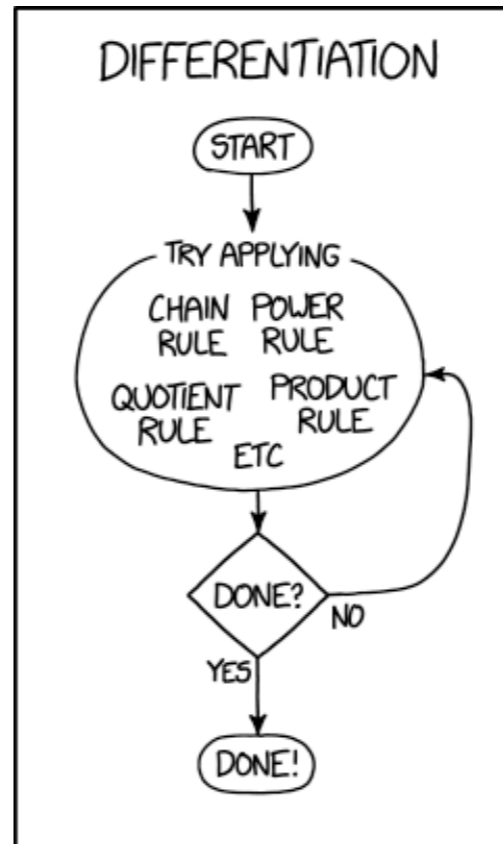 DIFFERENTIATION
START
TRY APPLYING
CHAIN
RULE
POWER
RULE
QUOTIENT
RULE
PRODUCT
RULE
ETC
DONE?
NO
YES
DONE!